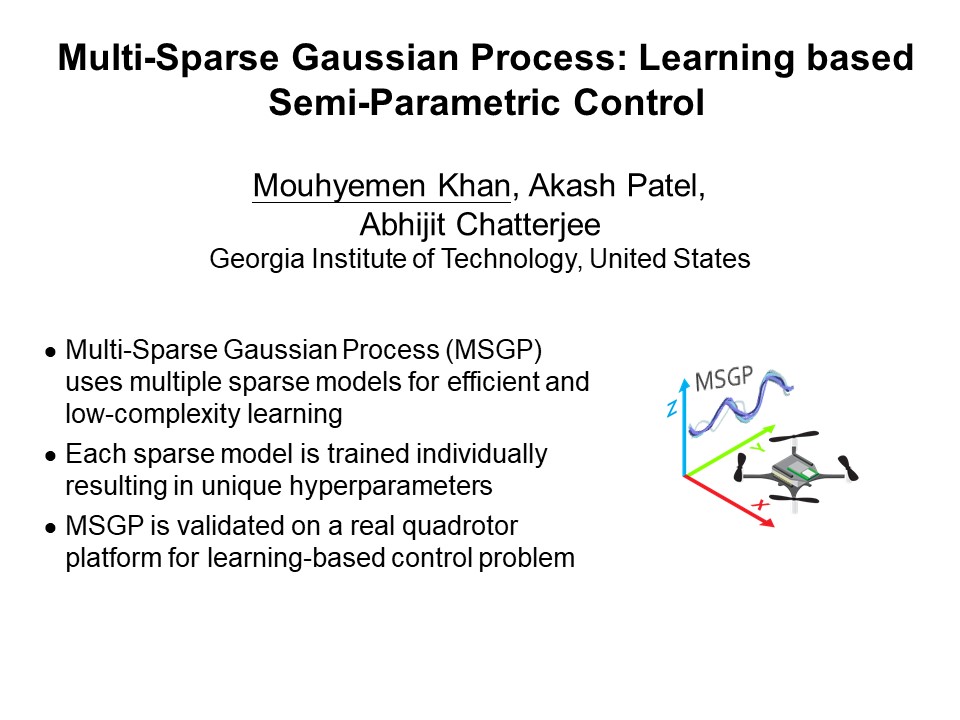 Multi-Sparse Gaussian Process: Learning based
Semi-Parametric Control
Mouhyemen Khan, Akash Patel,
Abhijit Chatterjee
Georgia Institute of Technology, United States
• Multi-Sparse Gaussian Process (MSGP)
uses multiple sparse models for efficient and
low-complexity learning
• Each sparse model is trained individually
resulting in unique hyperparameters
• MSGP is validated on a real quadrotor
platform for learning-based control problem
MSGP
Z
Y
X